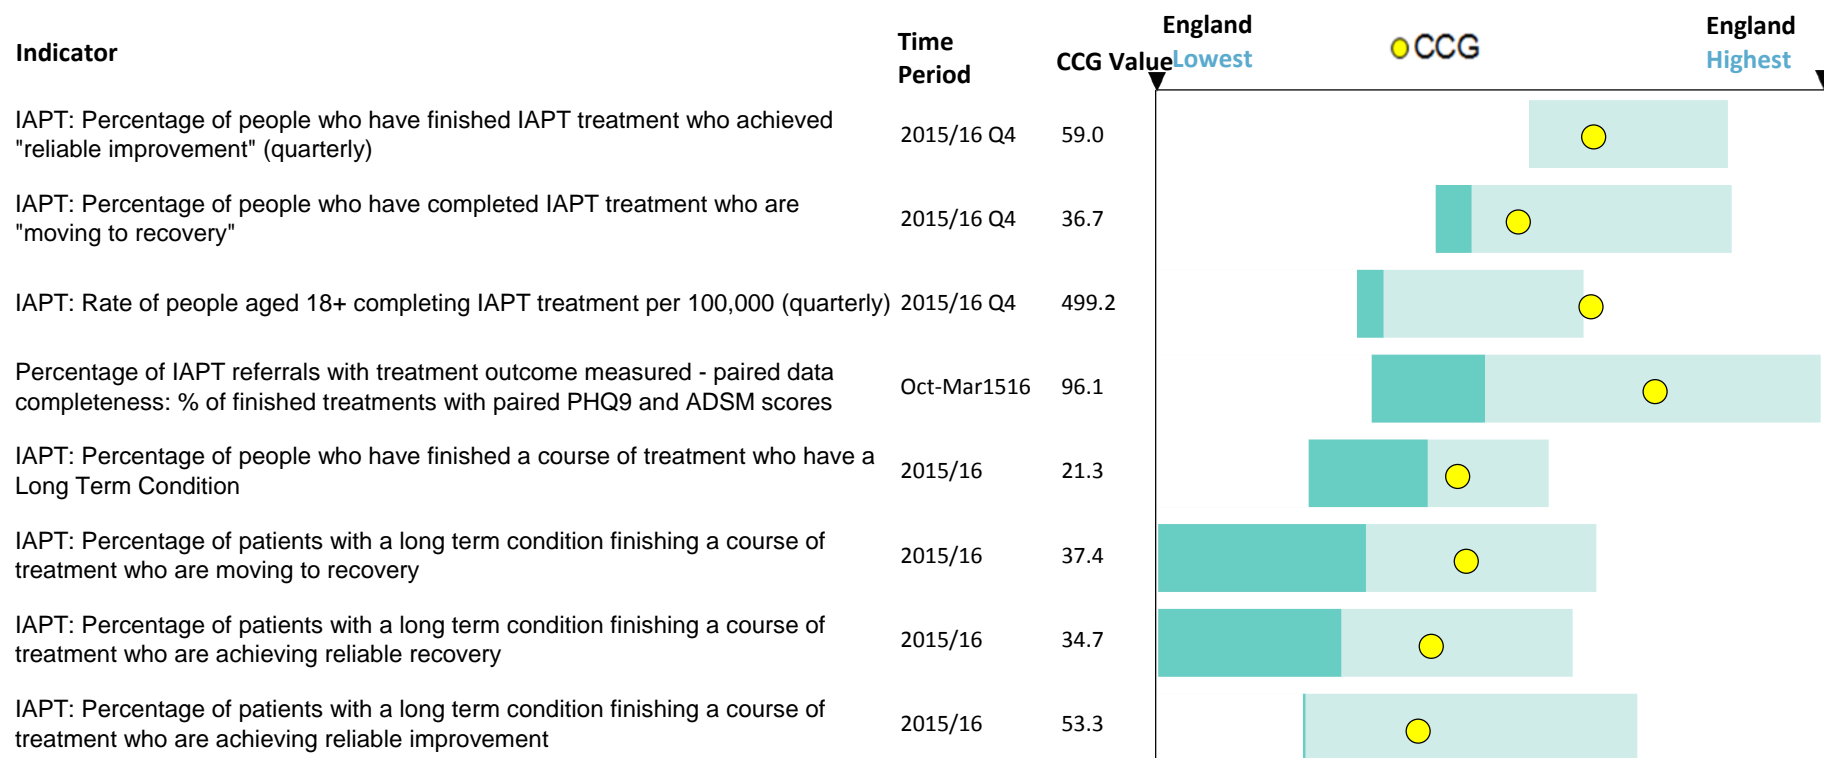 Indicator
Time
Period
CCG Value
England
Lowest
CCG
England
Highest
IAPT: Percentage of people who have finished IAPT treatment who achieved
"reliable improvement" (quarterly)
2015/16 Q4
59.0
IAPT: Percentage of people who have completed IAPT treatment who are
"moving to recovery"
2015/16 Q4
36.7
IAPT: Rate of people aged 18+ completing IAPT treatment per 100,000 (quarterly)
2015/16 Q4
499.2
Percentage of IAPT referrals with treatment outcome measured - paired data
completeness: % of finished treatments with paired PHQ9 and ADSM scores
Oct-Mar1516
96.1
IAPT: Percentage of people who have finished a course of treatment who have a
Long Term Condition
2015/16
21.3
IAPT: Percentage of patients with a long term condition finishing a course of
treatment who are moving to recovery
2015/16
37.4
IAPT: Percentage of patients with a long term condition finishing a course of
treatment who are achieving reliable recovery
2015/16
34.7
IAPT: Percentage of patients with a long term condition finishing a course of
treatment who are achieving reliable improvement
2015/16
53.3